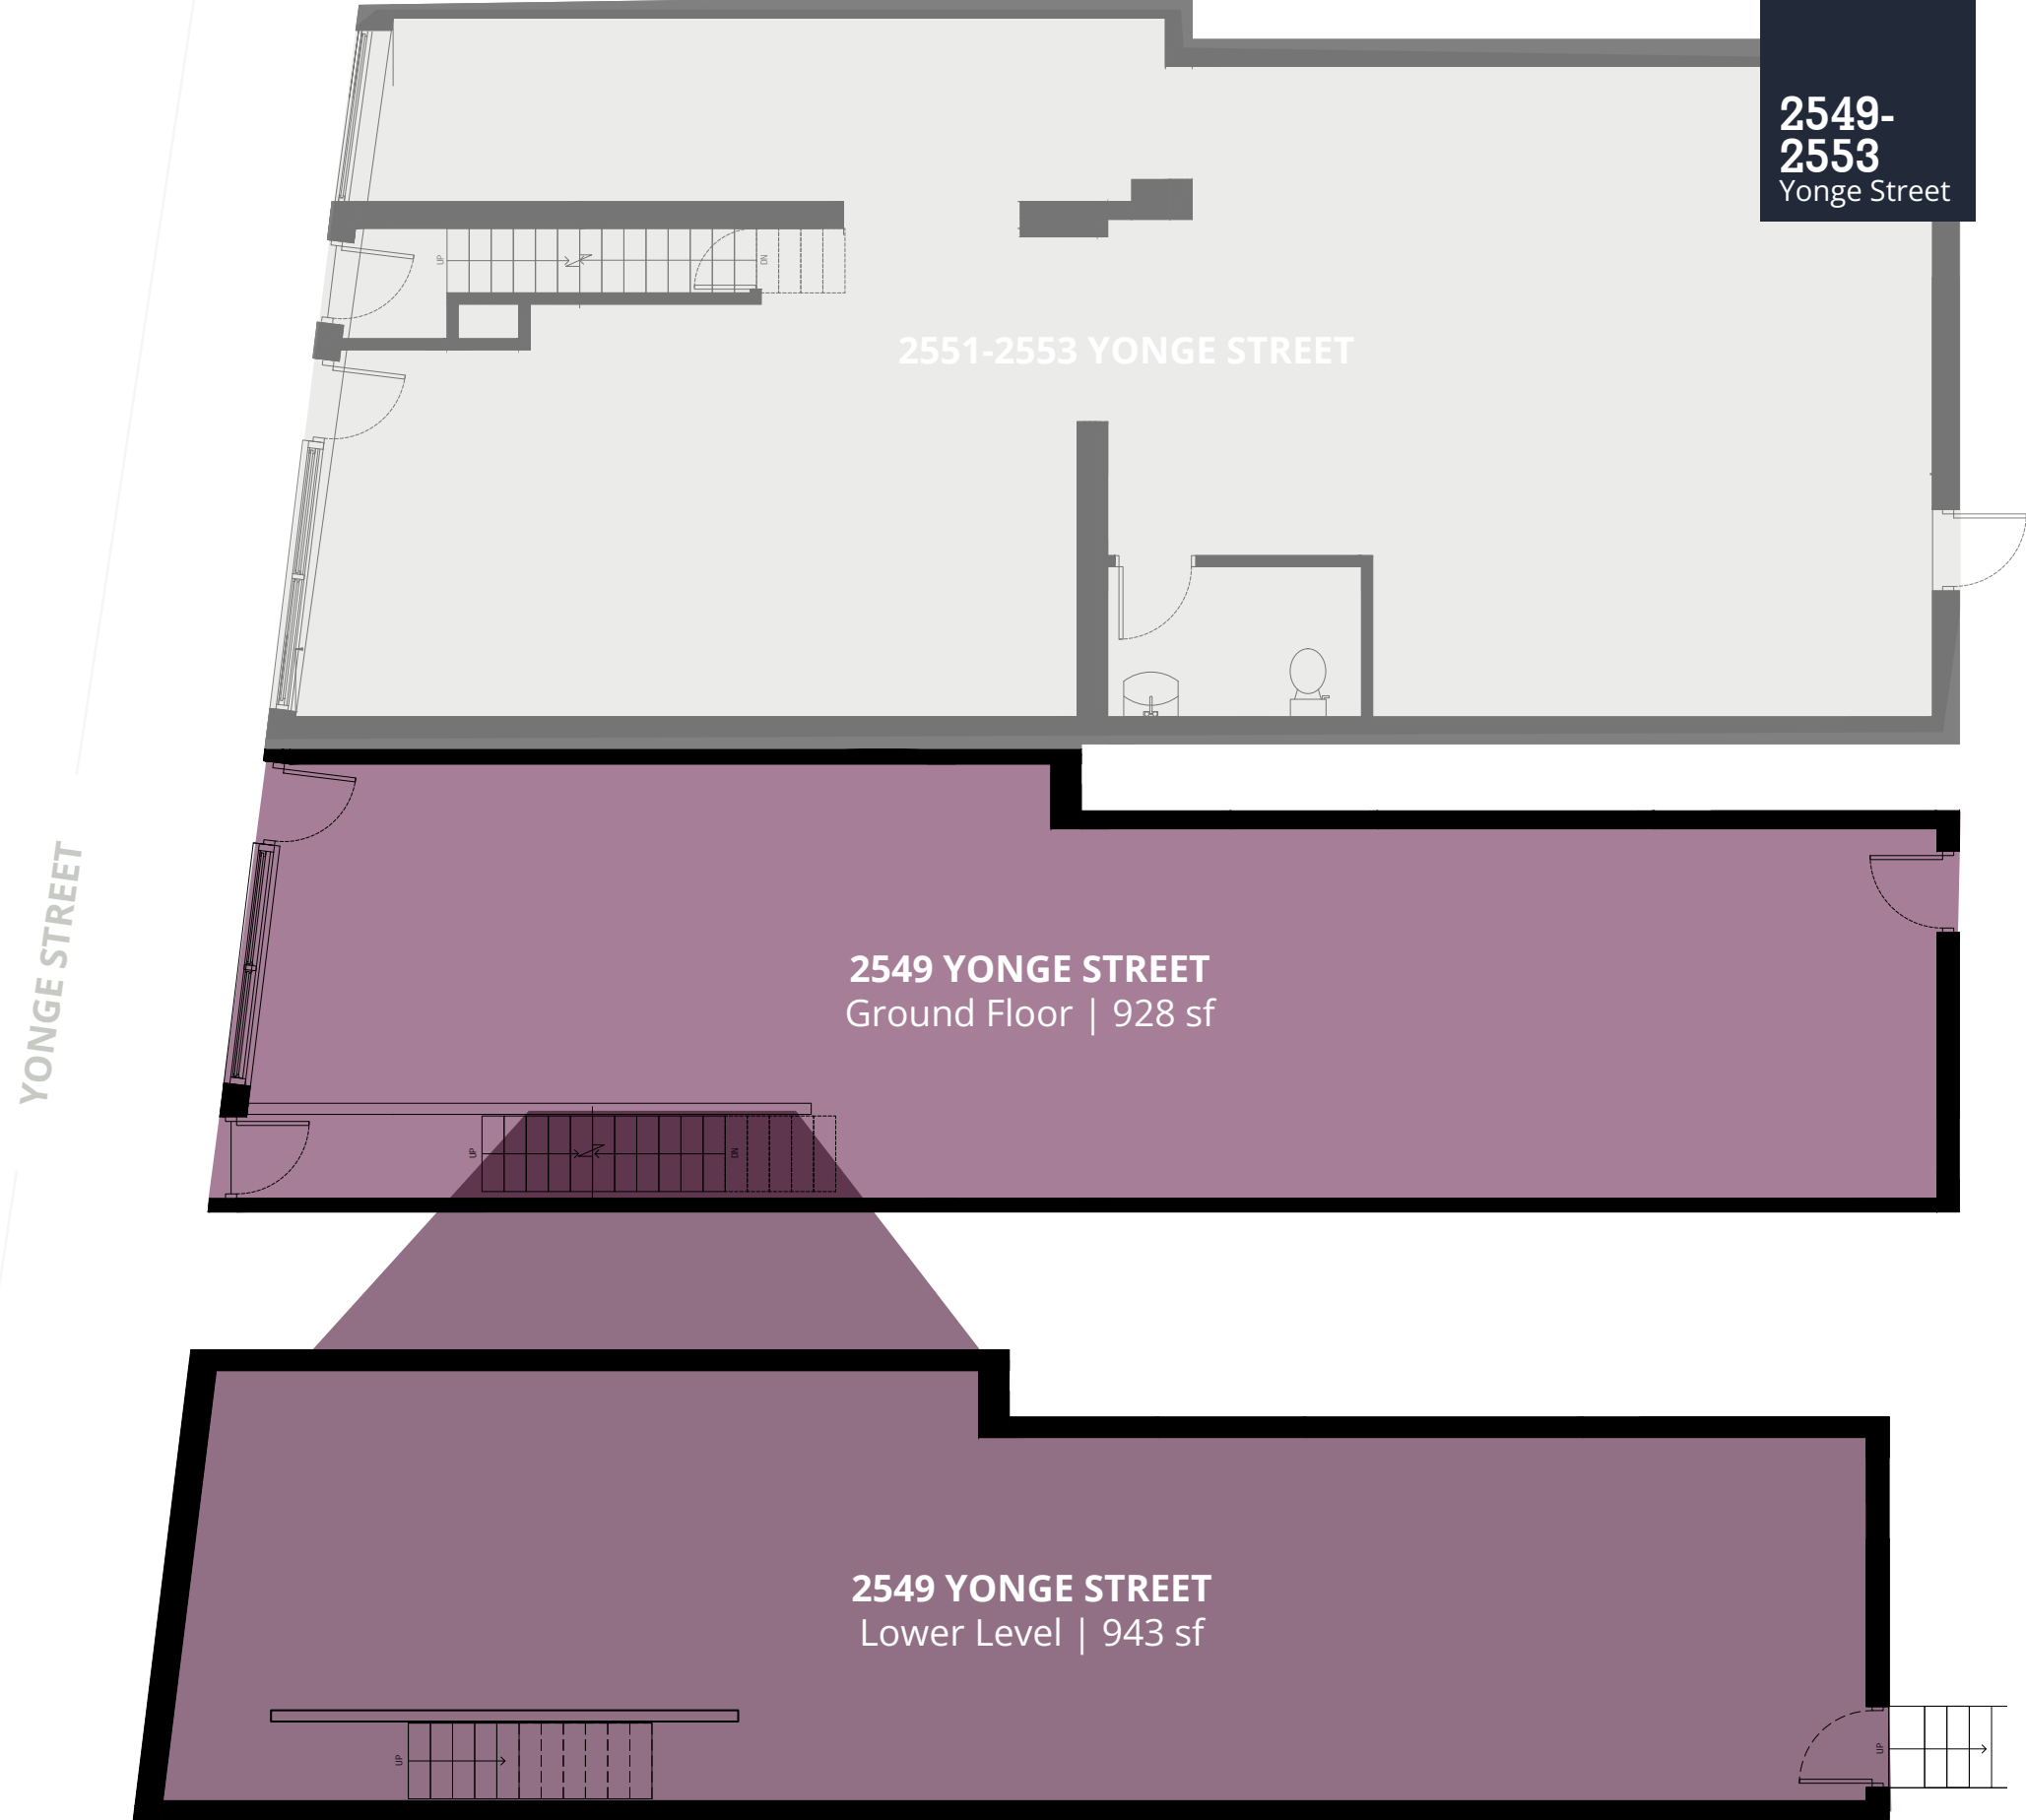 2549-
2553
Yonge Street
UP
DN
2551-2553 YONGE STREET
YONGE STREET
2549 YONGE STREET
Ground Floor | 928 sf
UP
DN
2549 YONGE STREET
Lower Level | 943 sf
UP
UP